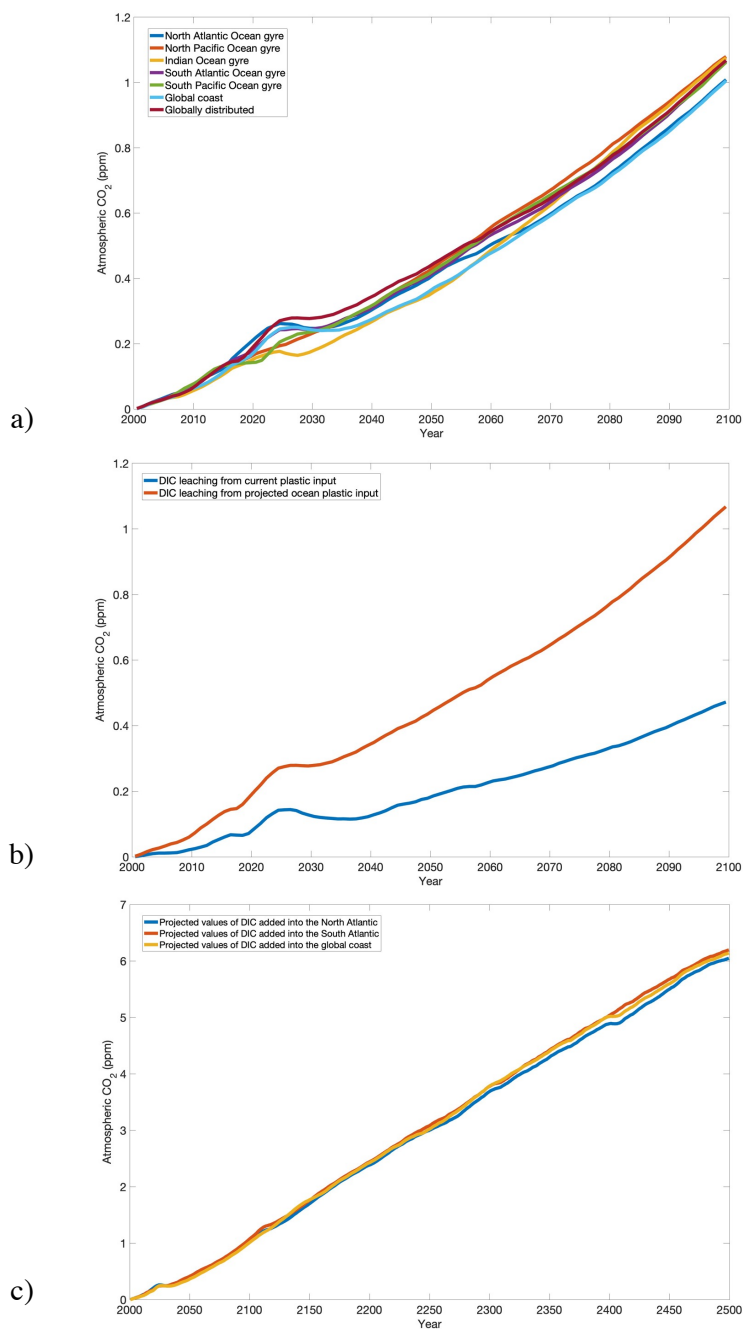 a)
1.2
1
0.8
0.6
0.4
0.2
0
Atmospheric CO2 (ppm)
North Atlantic Ocean gyre
North Pacific Ocean gyre
Indian Ocean gyre
South Atlantic Ocean gyre
South Pacific Ocean gyre
Global coast
Globally distributed
2000 2010 2020 2030 2040 2050 2060 2070 2080 2090 2100
Year
b)
1.2
1
0.8
0.6
0.4
0.2
0
Atmospheric CO2 (ppm)
DIC leaching from current plastic input
DIC leaching from projected ocean plastic input
2000 2010 2020 2030 2040 2050 2060 2070 2080 2090 2100
Year
c)
7
6
5
4
3
2
1
0
Atmospheric CO2 (ppm)
Projected values of DIC added into the North Atlantic
Projected values of DIC added into the South Atlantic
Projected values of DIC added into the global coast
2000 2050 2100 2150 2200 2250 2300 2350 2400 2450 2500
Year